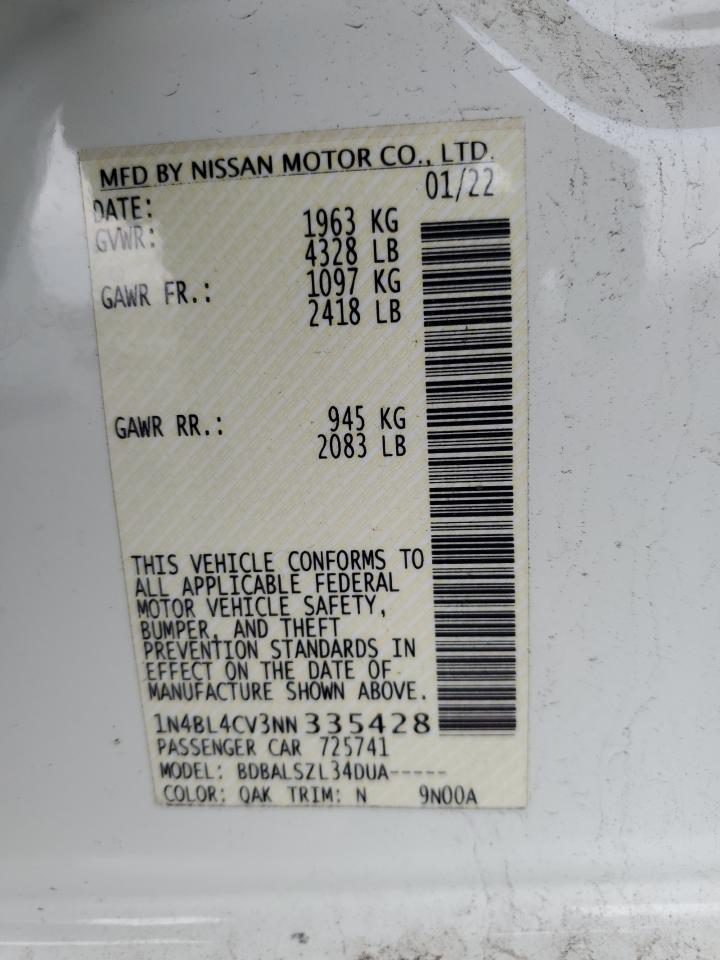 MFD BY NISSAN MOTOR CO., LTD.
DATE: 01/22
GVWR: 1963 KG
4328 LB
GAWR FR.: 1097 KG
2418 LB
GAWR RR.: 945 KG
2083 LB
THIS VEHICLE CONFORMS TO
ALL APPLICABLE FEDERAL
MOTOR VEHICLE SAFETY,
BUMPER, AND THEFT
PREVENTION STANDARDS IN
EFFECT ON THE DATE OF
MANUFACTURE SHOWN ABOVE.
1N4BL4CV3NN335428
PASSENGER CAR 725741
MODEL: BDBALSZL34DUA-----
COLOR: QAK TRIM: N 9N00A